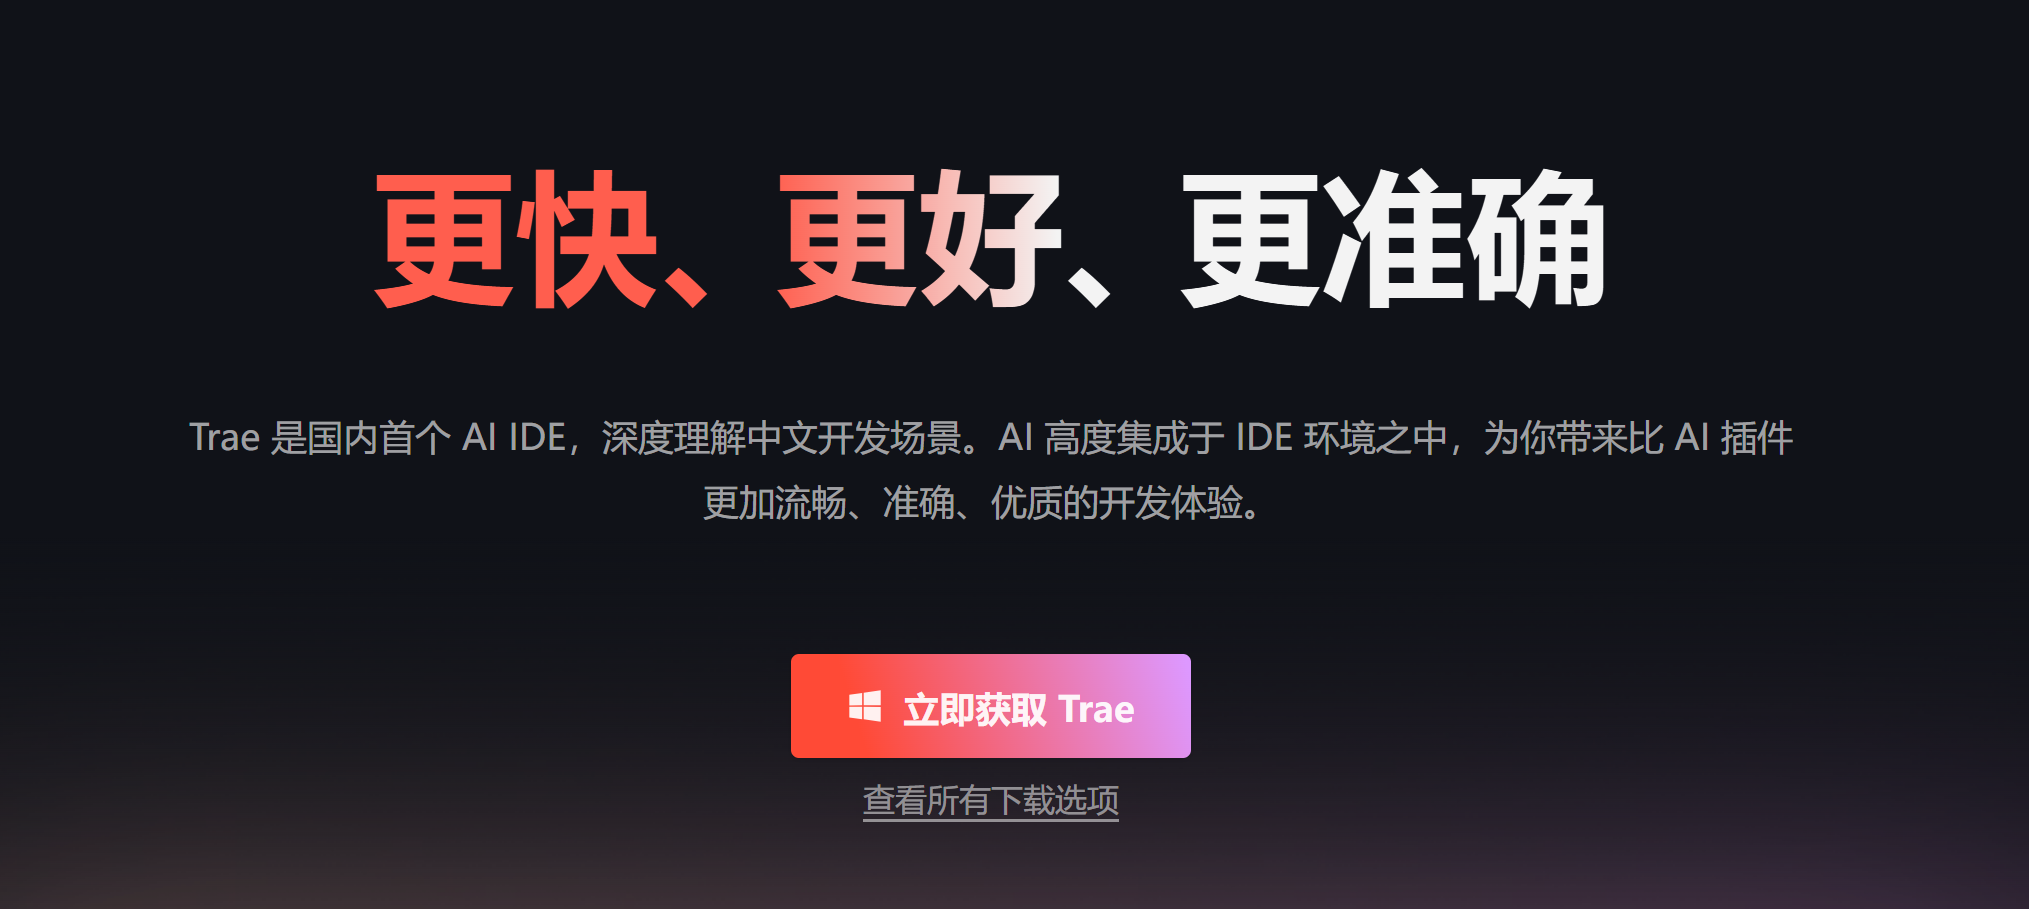 更快、更好、更准确
Trae 是国内首个 AI IDE，深度理解中文开发场景。AI 高度集成于 IDE 环境之中，为你带来比 AI 插件
更加流畅、准确、优质的开发体验。
立即获取 Trae
查看所有下载选项